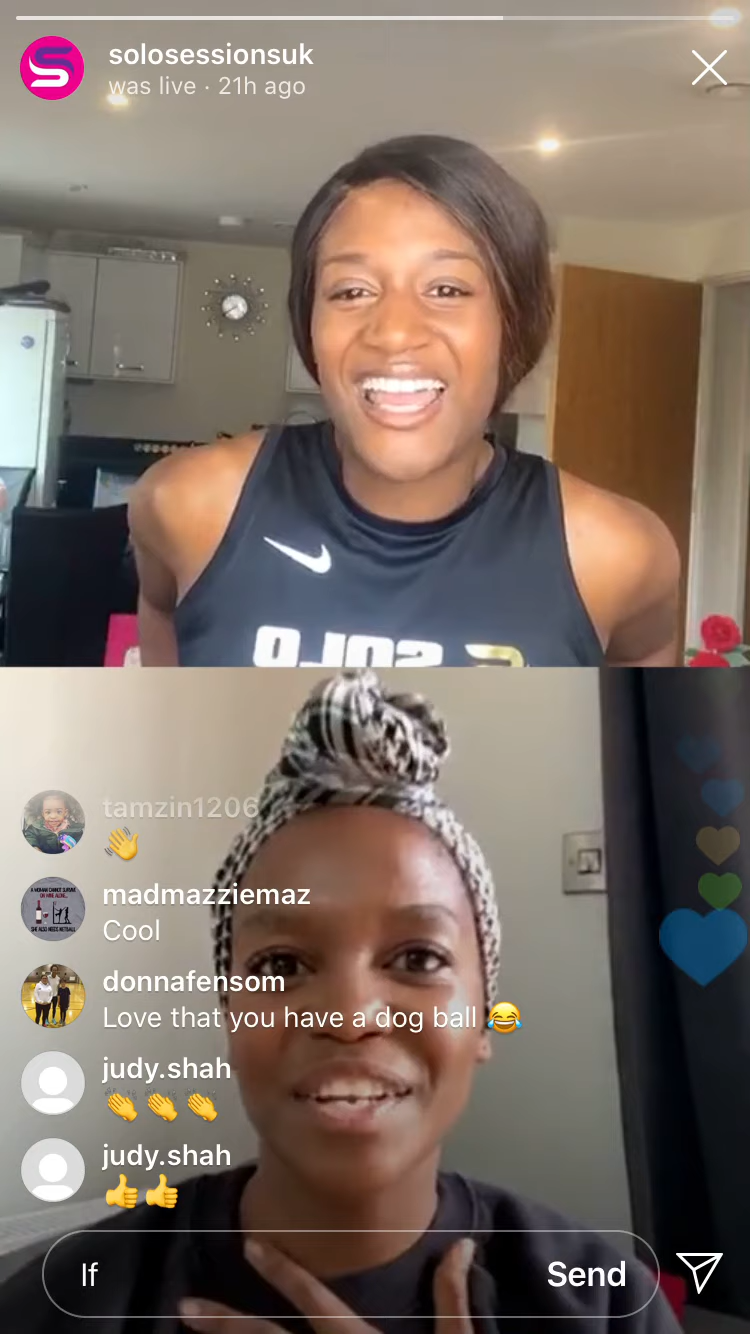 solosessionsuk
was live · 21h ago
SOLO
tamzin1206
👋
madmazziemaz
Cool
donnafensom
Love that you have a dog ball 😂
judy.shah
👏👏👏
judy.shah
👍👍
If
Send